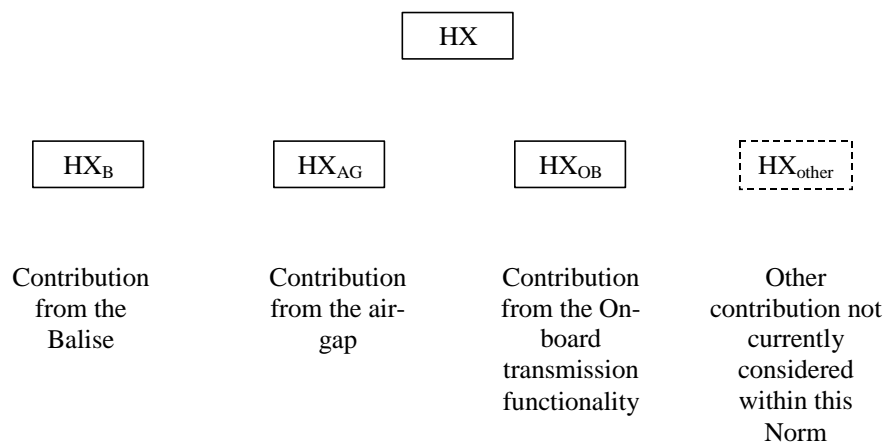 HX
HX_B
HX_AG
HX_OB
HX_other
Contribution
from the
Balise
Contribution
from the air-
gap
Contribution
from the On-
board
transmission
functionality
Other
contribution not
currently
considered
within this
Norm